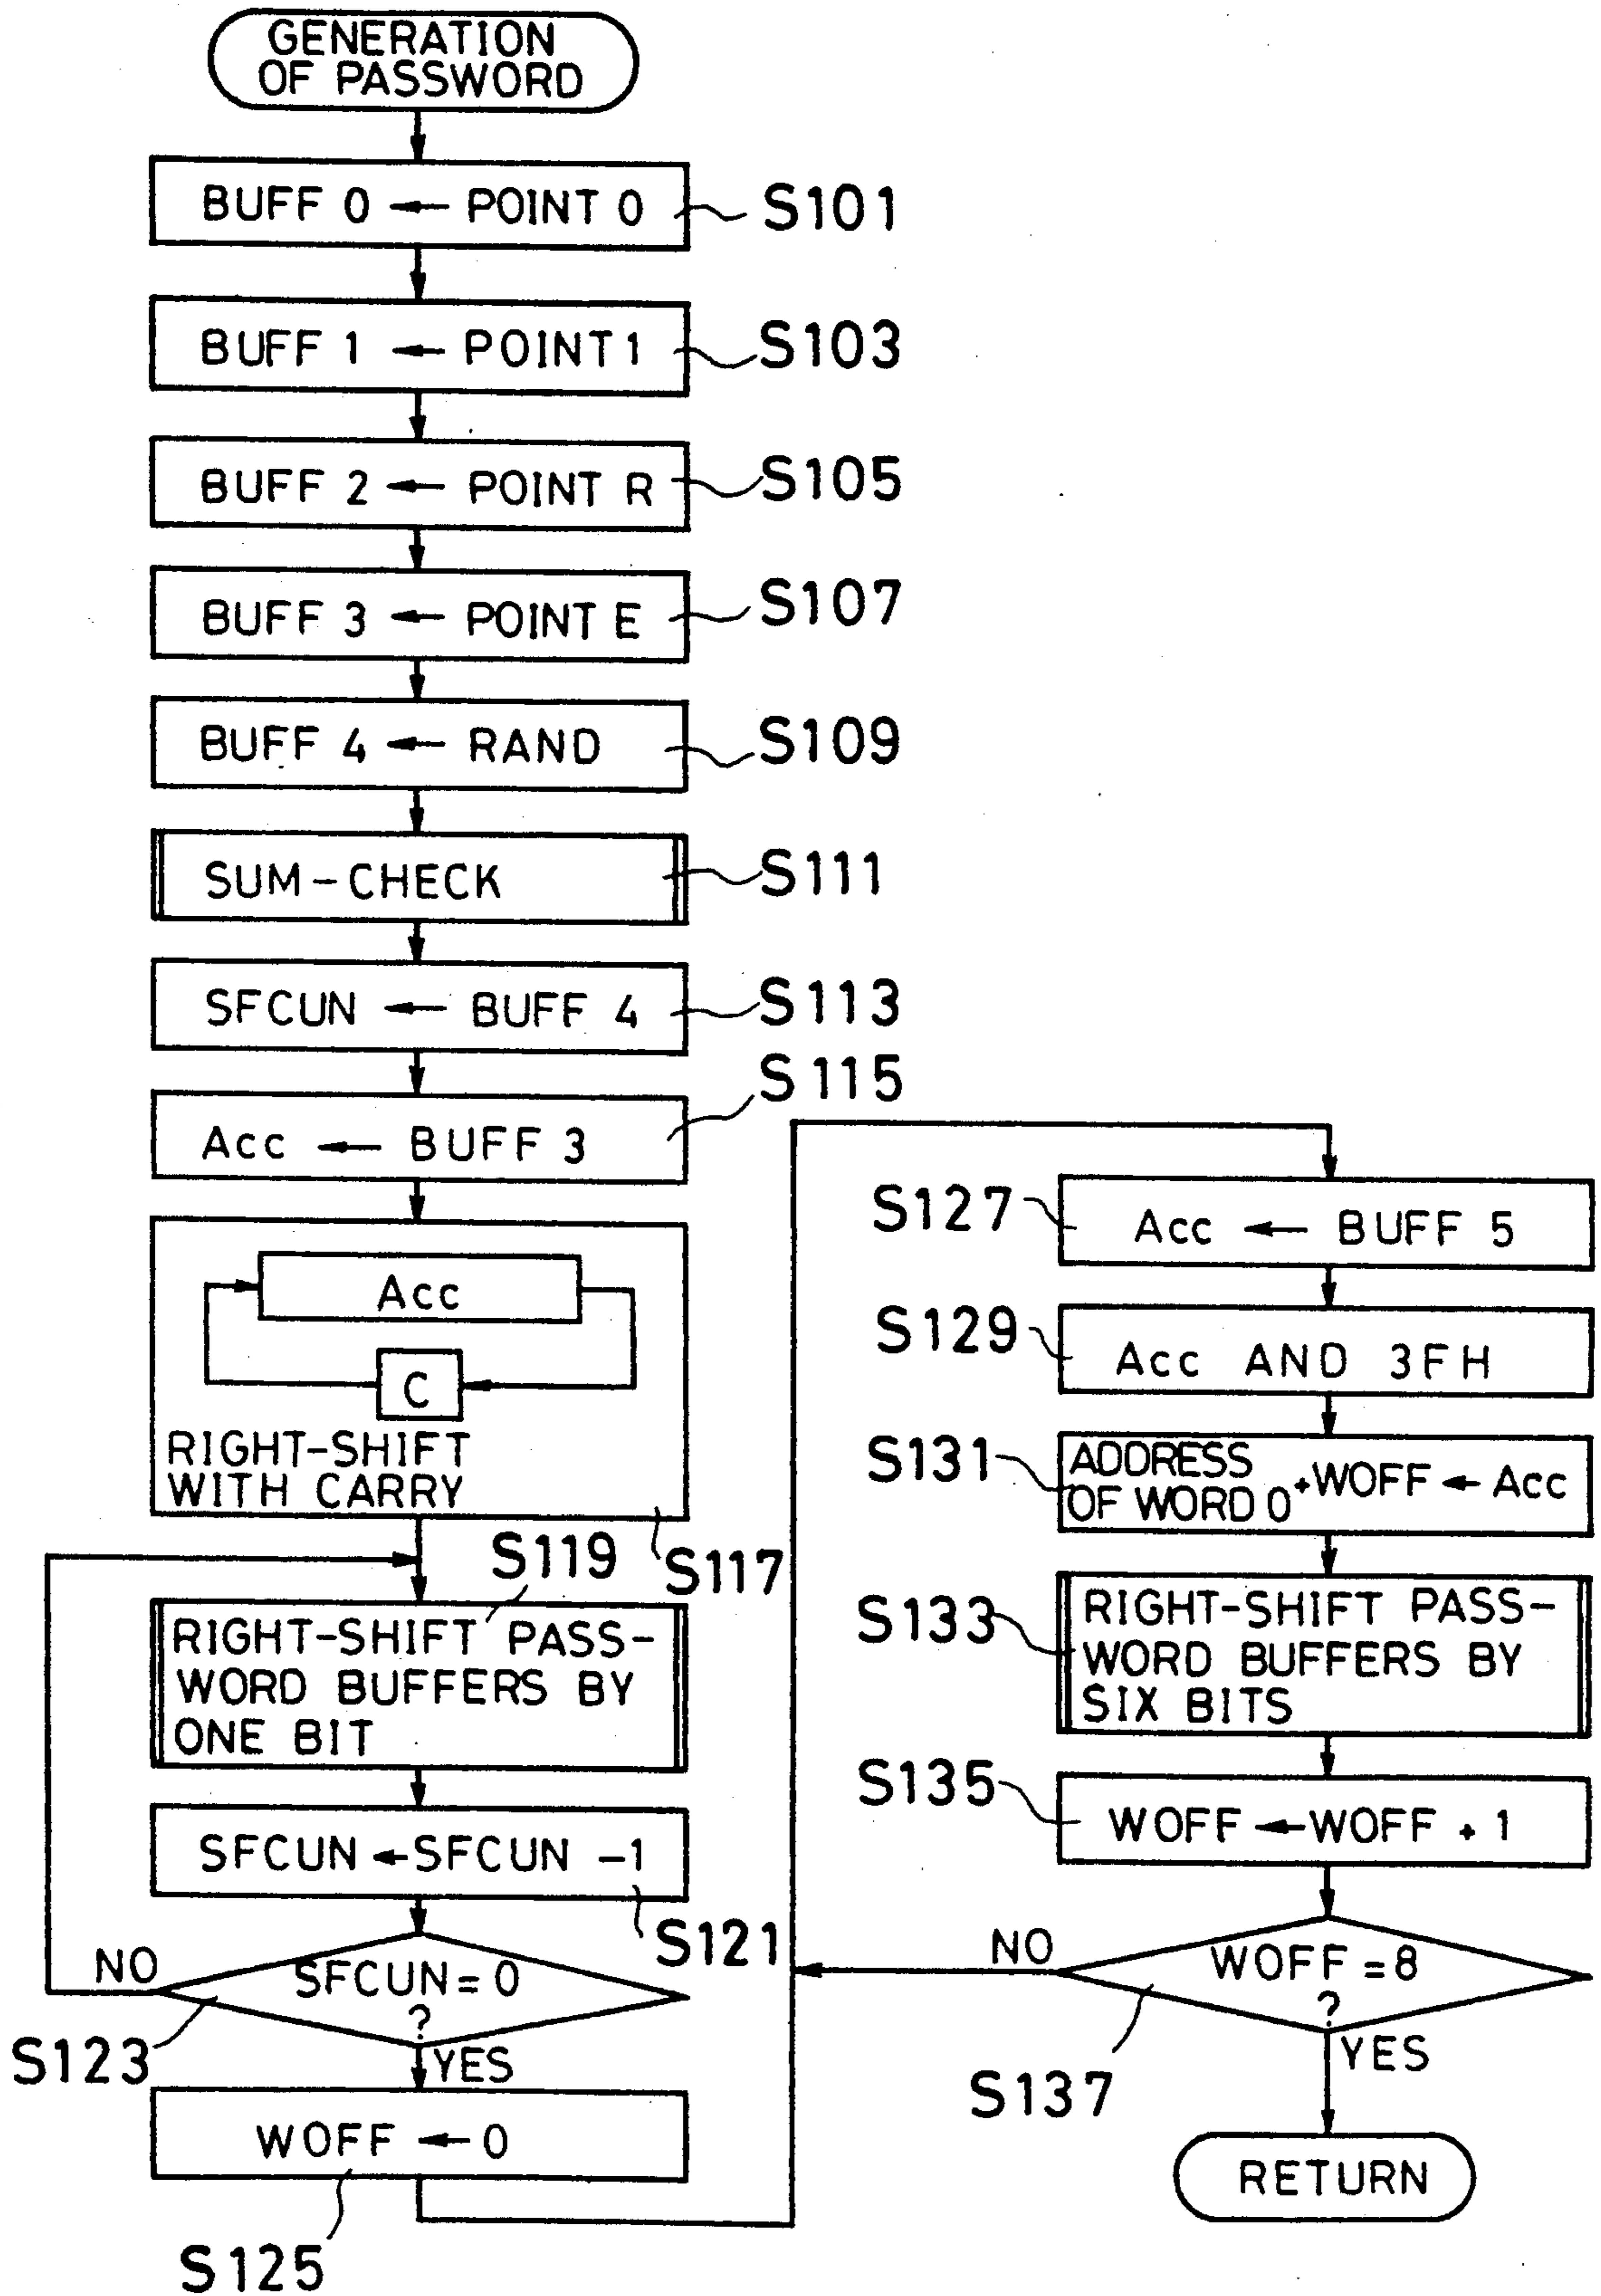 GENERATION
OF PASSWORD
BUFF 0 ← POINT 0
S101
BUFF 1 ← POINT 1
S103
BUFF 2 ← POINT R
S105
BUFF 3 ← POINT E
S107
BUFF 4 ← RAND
S109
SUM-CHECK
S111
SFCUN ← BUFF 4
S113
Acc ← BUFF 3
S115
Acc
C
RIGHT-SHIFT
WITH CARRY
S117
S119
RIGHT-SHIFT PASS-
WORD BUFFERS BY
ONE BIT
SFCUN ← SFCUN -1
S121
SFCUN = 0
?
NO
YES
S123
WOFF ← 0
S125
S127
Acc ← BUFF 5
S129
Acc AND 3FH
S131
ADDRESS
OF WORD 0
+WOFF ← Acc
S133
RIGHT-SHIFT PASS-
WORD BUFFERS BY
SIX BITS
S135
WOFF ← WOFF + 1
NO
WOFF = 8
?
YES
S137
RETURN